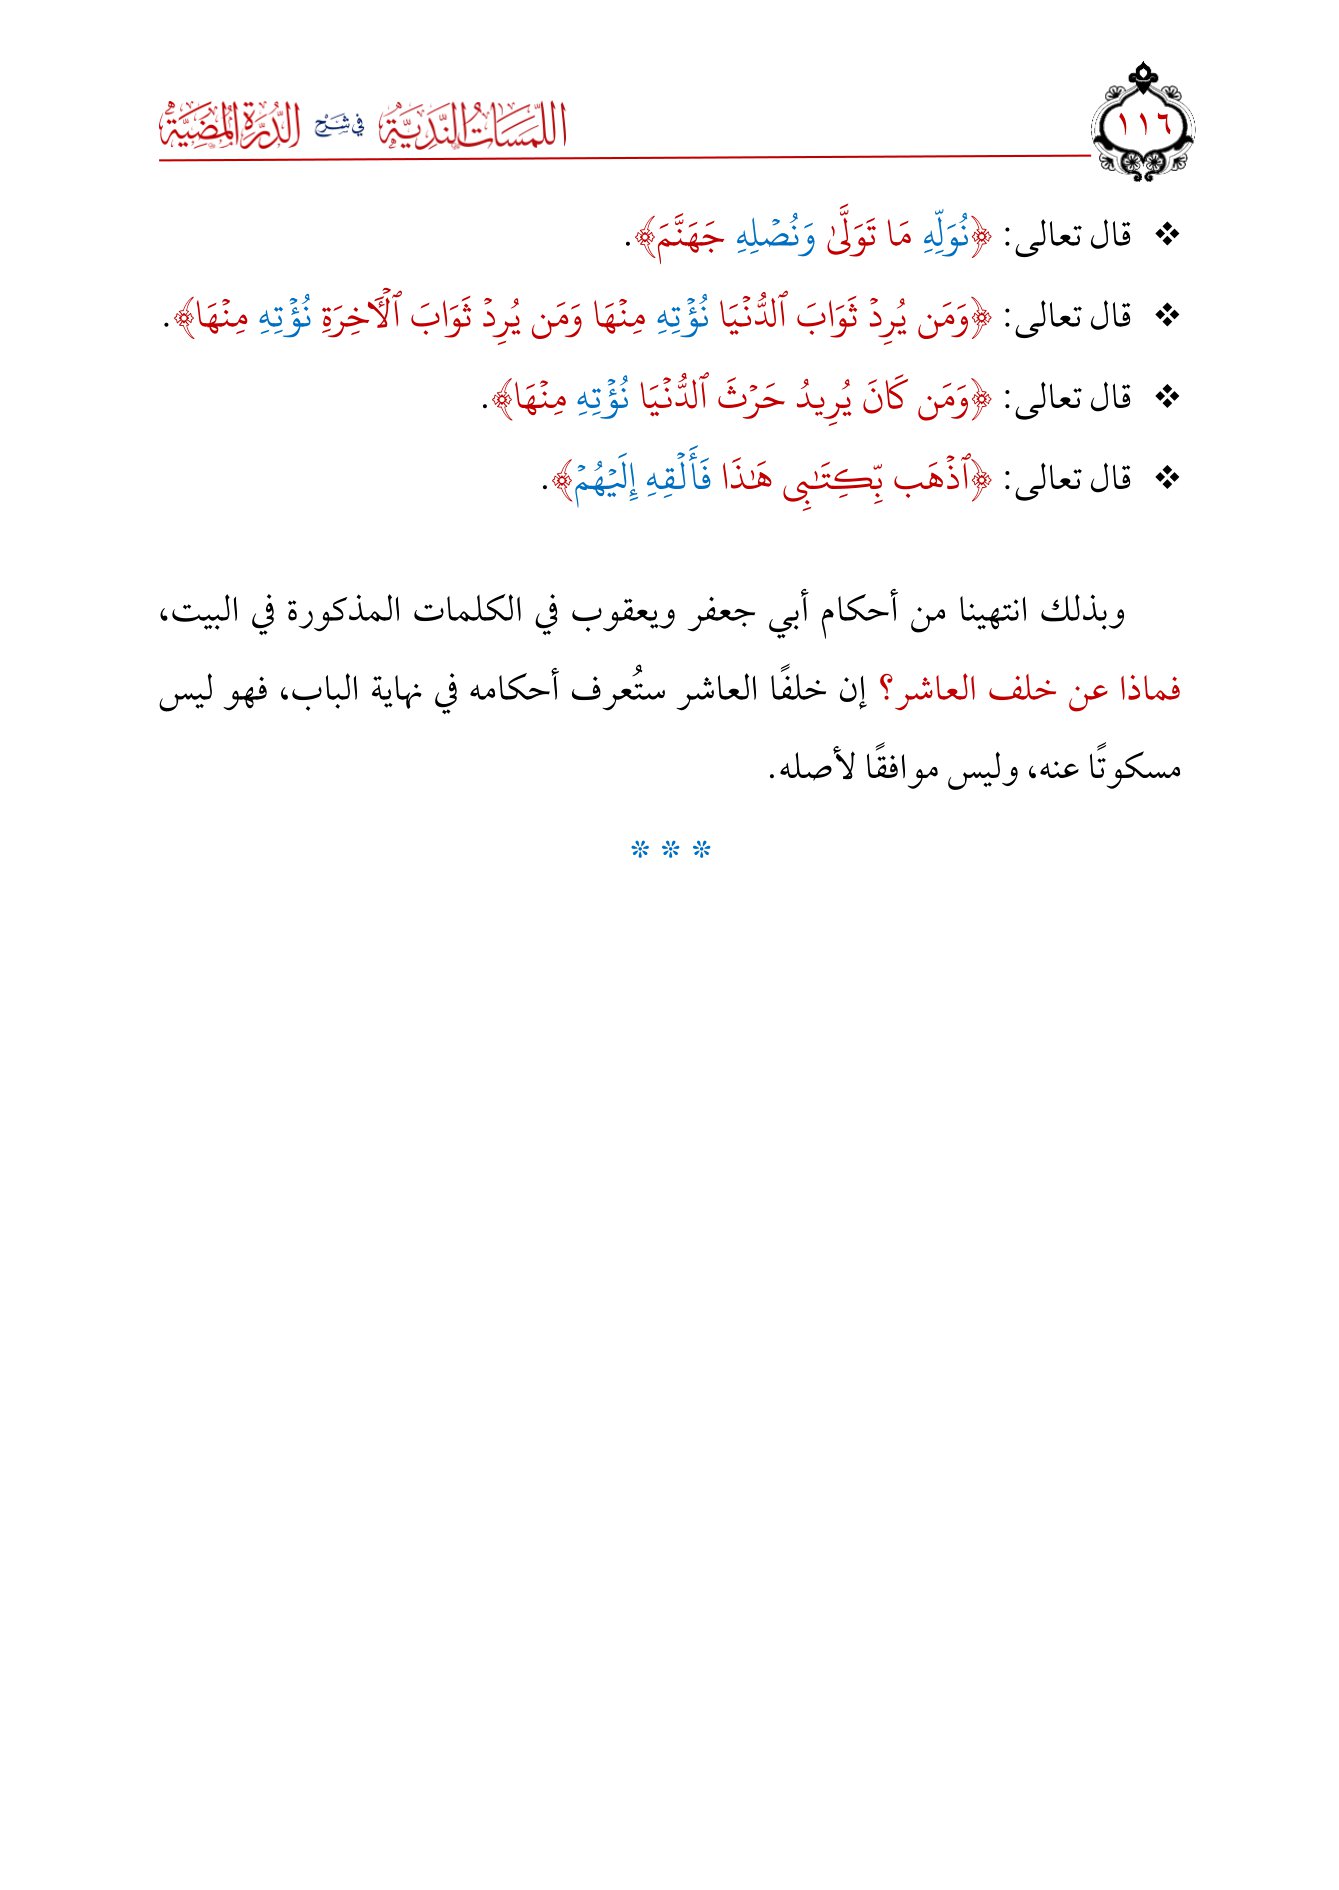 ١١٦
اللمسات الندية في شرح الدرة المضية
❖ قال تعالى: ﴿نُوَلِّهِ مَا تَوَلَّىٰ وَنُصۡلِهِ جَهَنَّمَ﴾.
❖ قال تعالى: ﴿وَمَن يُرِدۡ ثَوَابَ ٱلدُّنۡيَا نُؤۡتِهِ مِنۡهَا وَمَن يُرِدۡ ثَوَابَ ٱلۡأٓخِرَةِ نُؤۡتِهِ مِنۡهَا﴾.
❖ قال تعالى: ﴿وَمَن كَانَ يُرِيدُ حَرۡثَ ٱلدُّنۡيَا نُؤۡتِهِ مِنۡهَا﴾.
❖ قال تعالى: ﴿ٱذۡهَب بِّكِتَٰبِي هَٰذَا فَأَلۡقِهِ إِلَيۡهُمۡ﴾.
وبذلك انتهينا من أحكام أبي جعفر ويعقوب في الكلمات المذكورة في البيت،
فماذا عن خلف العاشر؟ إن خلفًا العاشر ستُعرف أحكامه في نهاية الباب، فهو ليس
مسكوتًا عنه، وليس موافقًا لأصله.
* * *